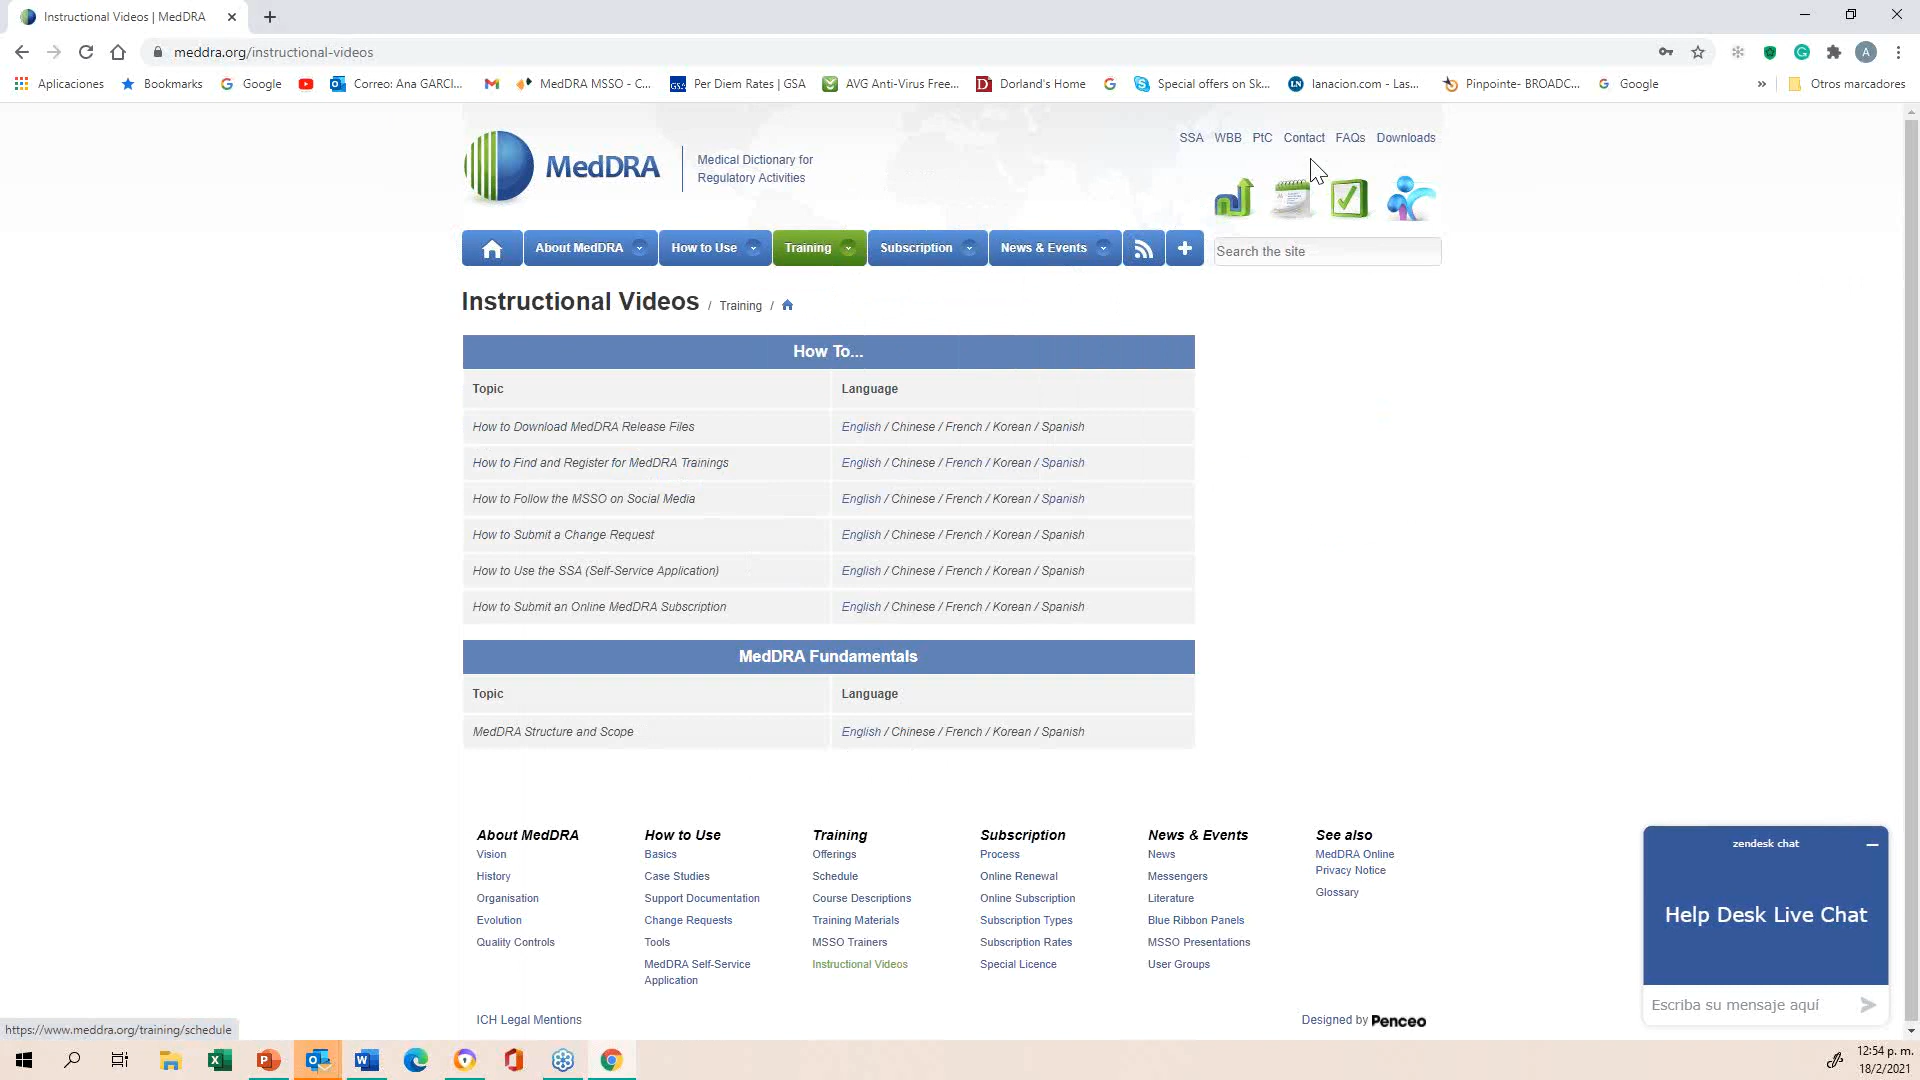 Instructional Videos | MedDRA
meddra.org/instructional-videos
A
Aplicaciones Bookmarks Google Correo: Ana GARCI... MedDRA MSSO - C... Per Diem Rates | GSA AVG Anti-Virus Free... Dorland's Home Special offers on Sk... lanacion.com - Las... Pinpointe- BROADC... Google » Otros marcadores
SSA WBB PtC Contact FAQs Downloads
MedDRA
Medical Dictionary for
Regulatory Activities
About MedDRA How to Use Training Subscription News & Events
Search the site
Instructional Videos / Training /
How To...
Topic Language
How to Download MedDRA Release Files English / Chinese / French / Korean / Spanish
How to Find and Register for MedDRA Trainings English / Chinese / French / Korean / Spanish
How to Follow the MSSO on Social Media English / Chinese / French / Korean / Spanish
How to Submit a Change Request English / Chinese / French / Korean / Spanish
How to Use the SSA (Self-Service Application) English / Chinese / French / Korean / Spanish
How to Submit an Online MedDRA Subscription English / Chinese / French / Korean / Spanish
MedDRA Fundamentals
Topic Language
MedDRA Structure and Scope English / Chinese / French / Korean / Spanish
About MedDRA
Vision
History
Organisation
Evolution
Quality Controls
How to Use
Basics
Case Studies
Support Documentation
Change Requests
Tools
MedDRA Self-Service
Application
Training
Offerings
Schedule
Course Descriptions
Training Materials
MSSO Trainers
Instructional Videos
Subscription
Process
Online Renewal
Online Subscription
Subscription Types
Subscription Rates
Special Licence
News & Events
News
Messengers
Literature
Blue Ribbon Panels
MSSO Presentations
User Groups
See also
MedDRA Online
Privacy Notice
Glossary
zendesk chat
Help Desk Live Chat
Escriba su mensaje aquí
ICH Legal Mentions
Designed by Penceo
https://www.meddra.org/training/schedule
12:54 p. m.
18/2/2021